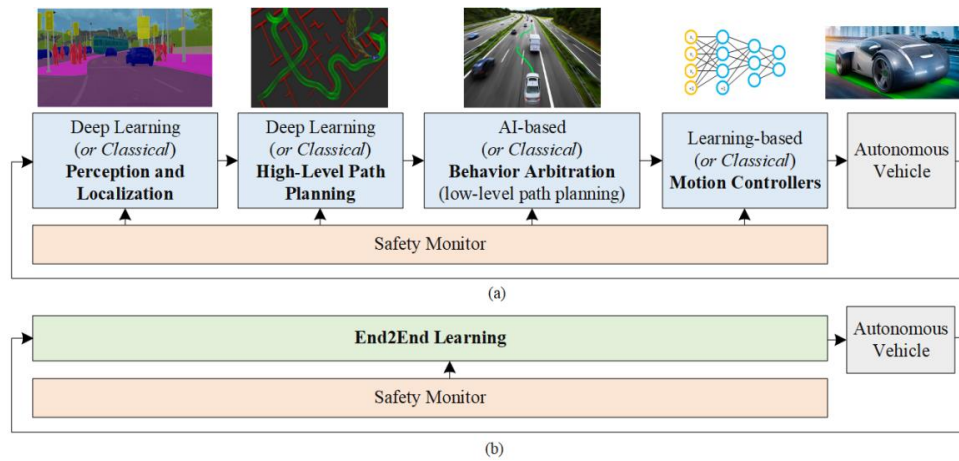 Deep Learning
(or Classical)
Perception and
Localization
Deep Learning
(or Classical)
High-Level Path
Planning
AI-based
(or Classical)
Behavior Arbitration
(low-level path planning)
Learning-based
(or Classical)
Motion Controllers
Autonomous
Vehicle
Safety Monitor
(a)
End2End Learning
Autonomous
Vehicle
Safety Monitor
(b)